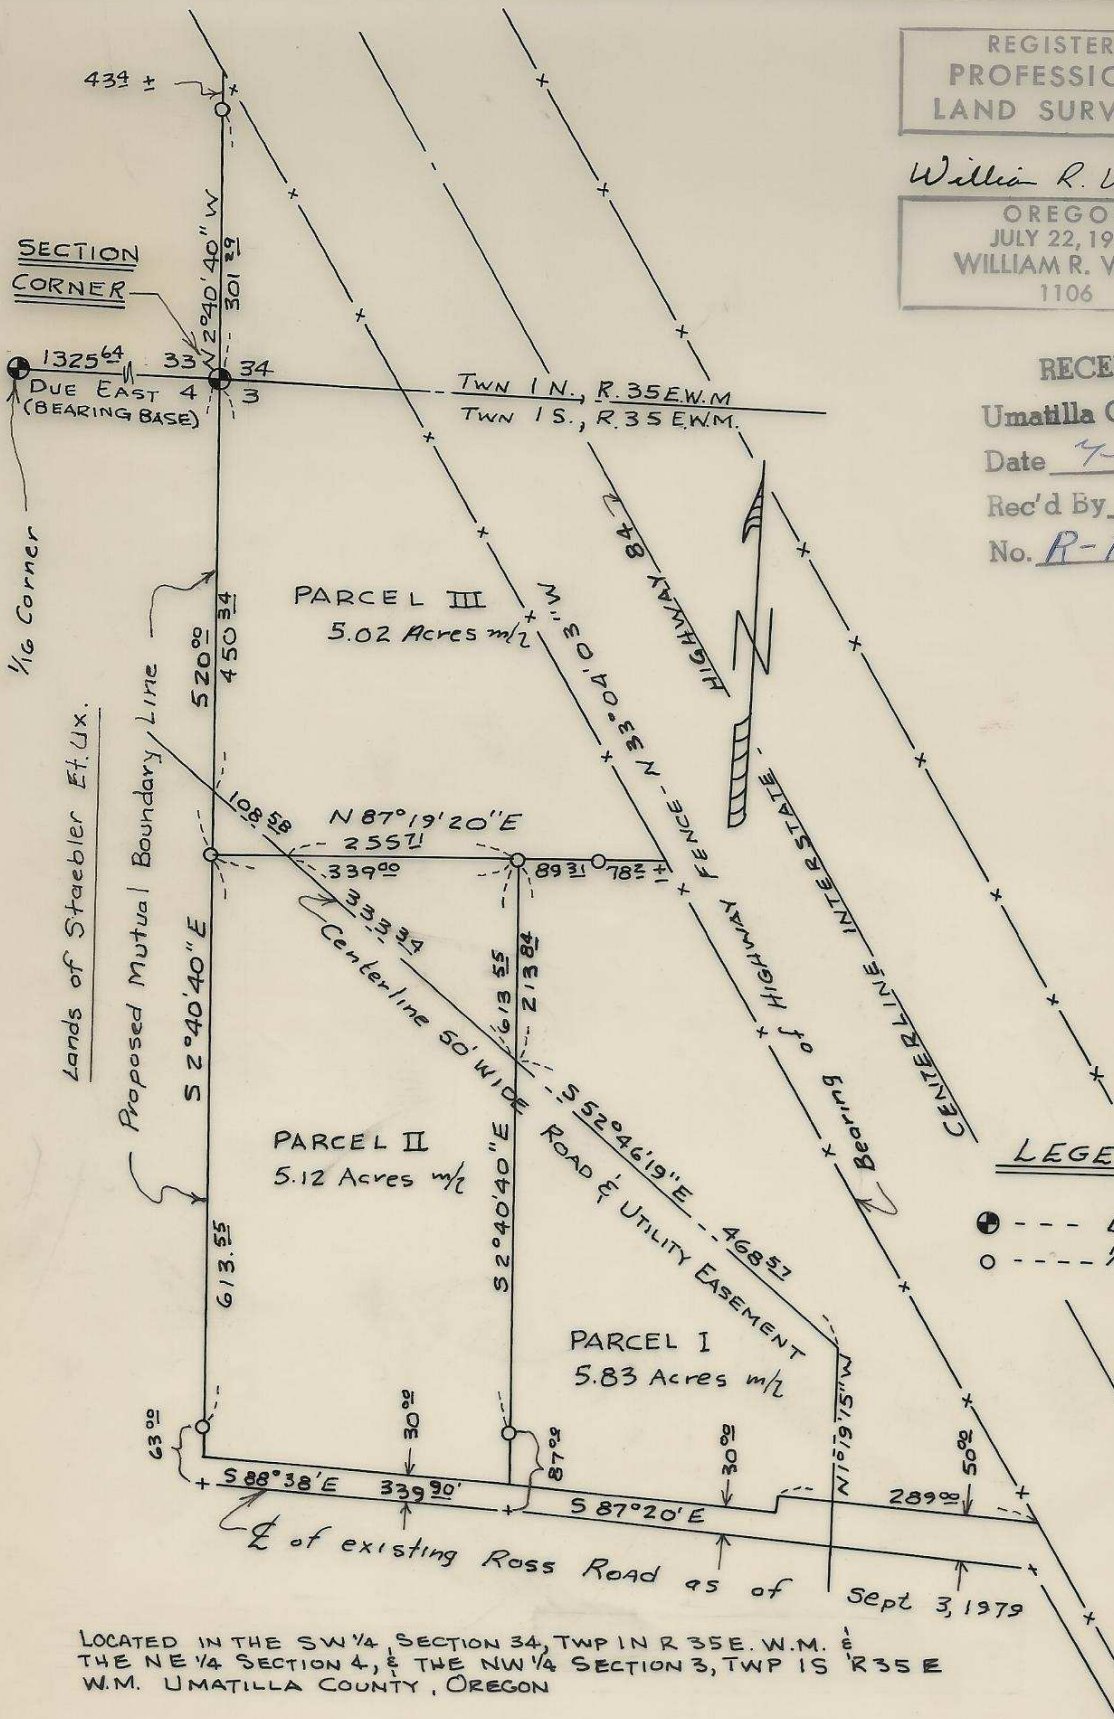 43 4 ±
REGISTER
PROFESSIO
LAND SURV
William R.
OREGO
JULY 22, 19
WILLIAM R. V
1106
SECTION
CORNER
N 2°40'40" W
301 29
1325 64
33
34
DUE EAST
4
3
(BEARING BASE)
TWN 1 N., R. 35 E.W.M
TWN 1 S., R. 35 E.W.M.
RECE
Umatilla C
Date
Rec'd By
No. R-1
1/16 Corner
HIGHWAY 84
PARCEL III
5.02 Acres m/l
520 00
450 34
Lands of Staebler Et.Ux.
Proposed Mutual Boundary Line
Bearing of HIGHWAY FENCE - N 33°04'03" W
CENTERLINE INTERSTATE -
N
108 58
N 87°19'20"E
255 71
339 00
89 31
78 2 ±
333 34
613 55
213 84
S 2°40'40"E
Centerline 50' WIDE ROAD & UTILITY EASEMENT
S 52°46'19"E
468 57
PARCEL II
5.12 Acres m/l
S 2°40'40"E
613.55
LEGE
PARCEL I
5.83 Acres m/l
N 1°19'15"W
63 00
30 00
87 00
30 00
50 00
S 88°38'E
339 90'
S 87°20'E
289 00
℄ of existing Ross Road as of Sept 3, 1979
LOCATED IN THE SW 1/4, SECTION 34, TWP 1N R 35E. W.M. &
THE NE 1/4 SECTION 4, & THE NW 1/4 SECTION 3, TWP 1S R35 E
W.M. UMATILLA COUNTY, OREGON